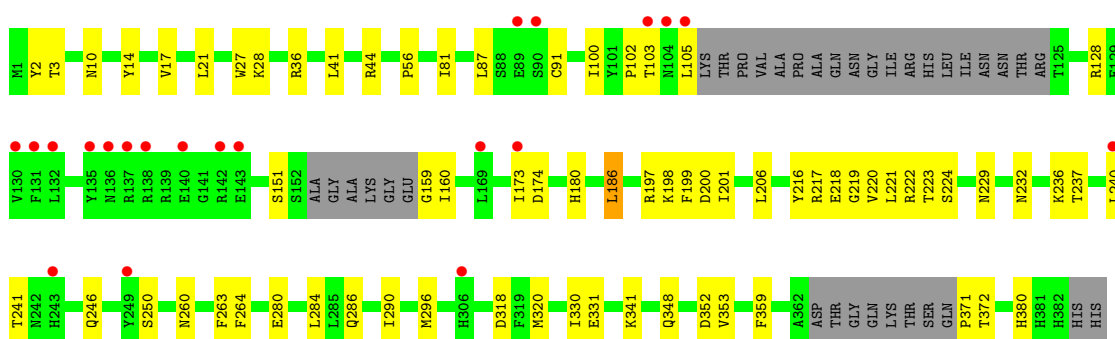 M1 Y2 T3 N10 Y14 V17 L21 W27 K28 R36 L41 R44 P56 I81 L87 S88 E89 S90 C91 I100 Y101 P102 T103 N104 L105 LYS THR PRO VAL ALA PRO ALA GLN ASN GLY ILE ARG HIS LEU ILE ASN ASN THR ARG T125 R128
V130 F131 L132 Y135 N136 R137 R138 R139 E140 G141 R142 E143 S151 S152 ALA GLY ALA LYS GLY GLU G159 I160 L169 I173 D174 H180 L186 R197 K198 F199 D200 I201 L206 Y216 R217 E218 G219 V220 L221 R222 T223 S224 N229 N232 K236 T237
T241 N242 H243 Q246 Y249 S250 N260 F263 F264 E280 L284 L285 Q286 I290 M296 H306 D318 F319 M320 I330 E331 K341 Q348 D352 V353 F359 A362 ASP THR GLY GLN LYS THR SER GLN P371 T372 H380 H381 H382 HIS HIS